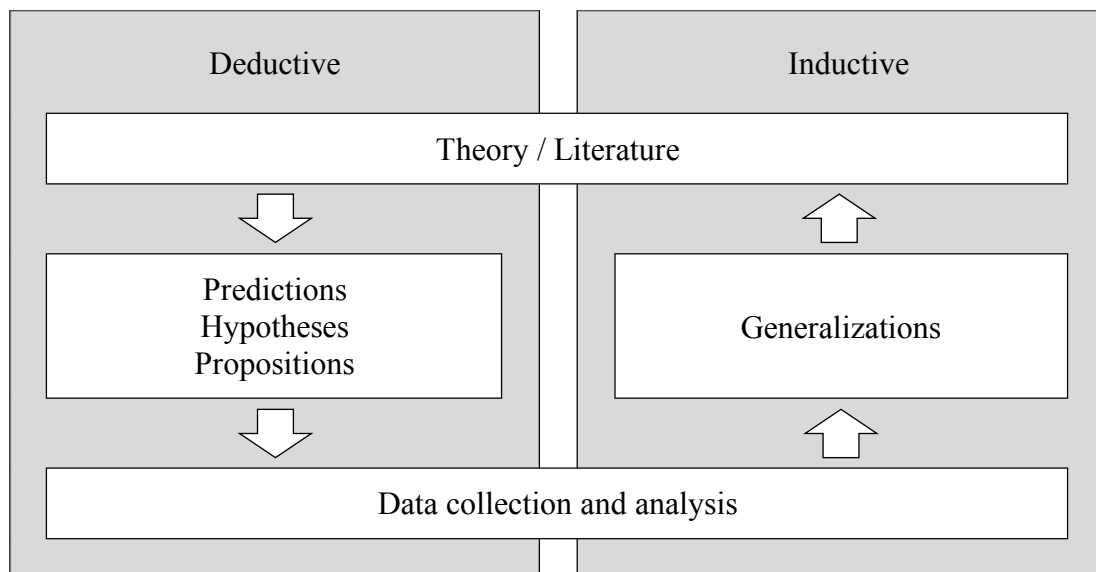 Deductive
Inductive
Theory / Literature
Predictions
Hypotheses
Propositions
Generalizations
Data collection and analysis